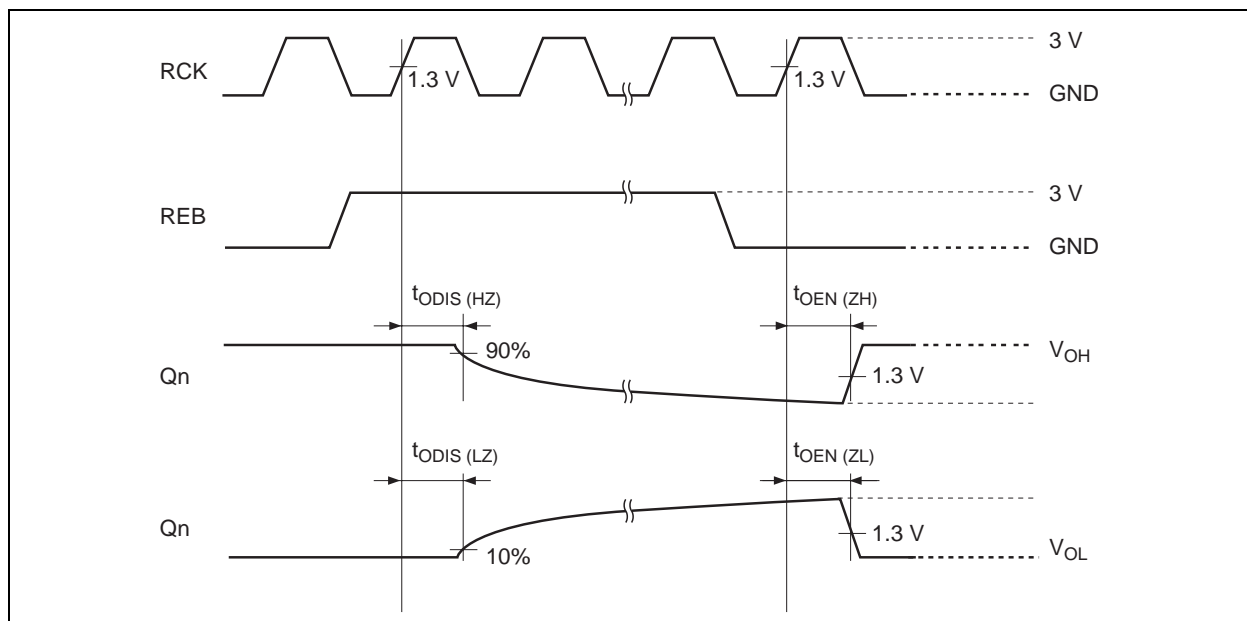 RCK
1.3 V
1.3 V
3 V
GND
REB
3 V
GND
tODIS (HZ)
tOEN (ZH)
Qn
90%
1.3 V
VOH
tODIS (LZ)
tOEN (ZL)
Qn
10%
1.3 V
VOL